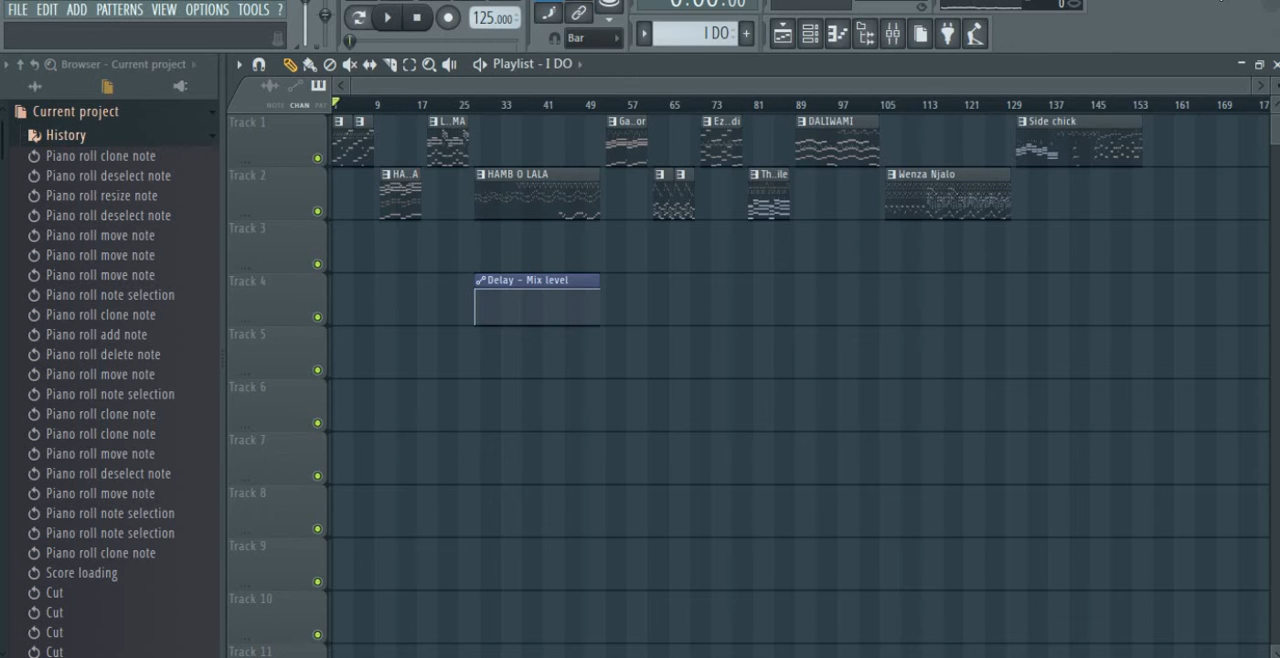 FILE EDIT ADD PATTERNS VIEW OPTIONS TOOLS ?
125.000
0:00:00
0
Bar
I DO
Browser - Current project
Playlist - I DO
NOTE CHAN PAT
9 17 25 33 41 49 57 65 73 81 89 97 105 113 121 129 137 145 153 161 169 17
Current project
History
Piano roll clone note
Piano roll deselect note
Piano roll resize note
Piano roll deselect note
Piano roll move note
Piano roll move note
Piano roll move note
Piano roll note selection
Piano roll clone note
Piano roll add note
Piano roll delete note
Piano roll move note
Piano roll note selection
Piano roll clone note
Piano roll clone note
Piano roll move note
Piano roll deselect note
Piano roll move note
Piano roll note selection
Piano roll note selection
Piano roll clone note
Score loading
Cut
Cut
Cut
Cut
Track 1
L..MA
Ga..or
Ez..di
DALIWAMI
Side chick
Track 2
HA..A
HAMB O LALA
Th..ile
Wenza Njalo
Track 3
Track 4
Delay - Mix level
Track 5
Track 6
Track 7
Track 8
Track 9
Track 10
Track 11